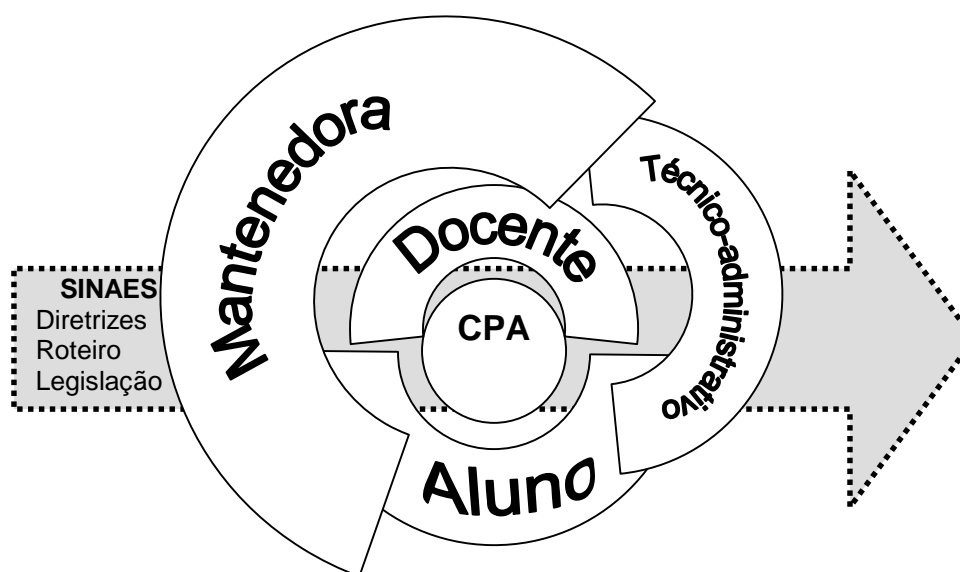 Mantenedora
Técnico-administrativo
Docente
SINAES
Diretrizes
Roteiro
Legislação
CPA
Aluno